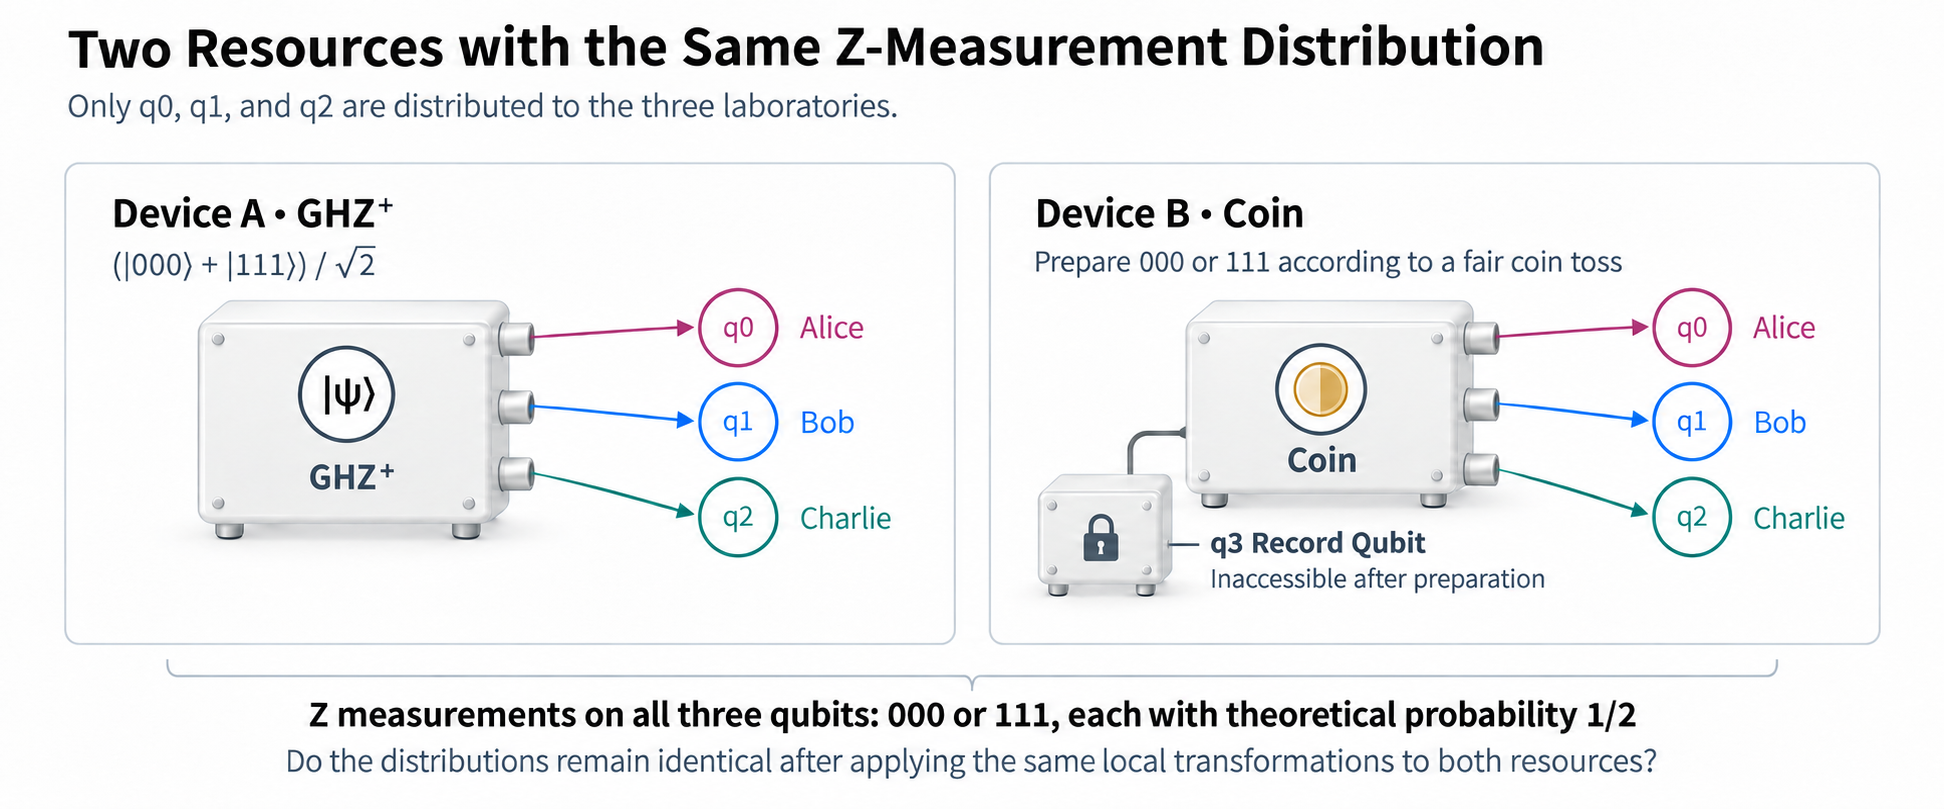 Two Resources with the Same Z-Measurement Distribution
Only q0, q1, and q2 are distributed to the three laboratories.
Device A • GHZ⁺
(|000⟩ + |111⟩) / √2
|ψ⟩
GHZ⁺
q0 Alice
q1 Bob
q2 Charlie
Device B • Coin
Prepare 000 or 111 according to a fair coin toss
Coin
q0 Alice
q1 Bob
q2 Charlie
q3 Record Qubit
Inaccessible after preparation
Z measurements on all three qubits: 000 or 111, each with theoretical probability 1/2
Do the distributions remain identical after applying the same local transformations to both resources?